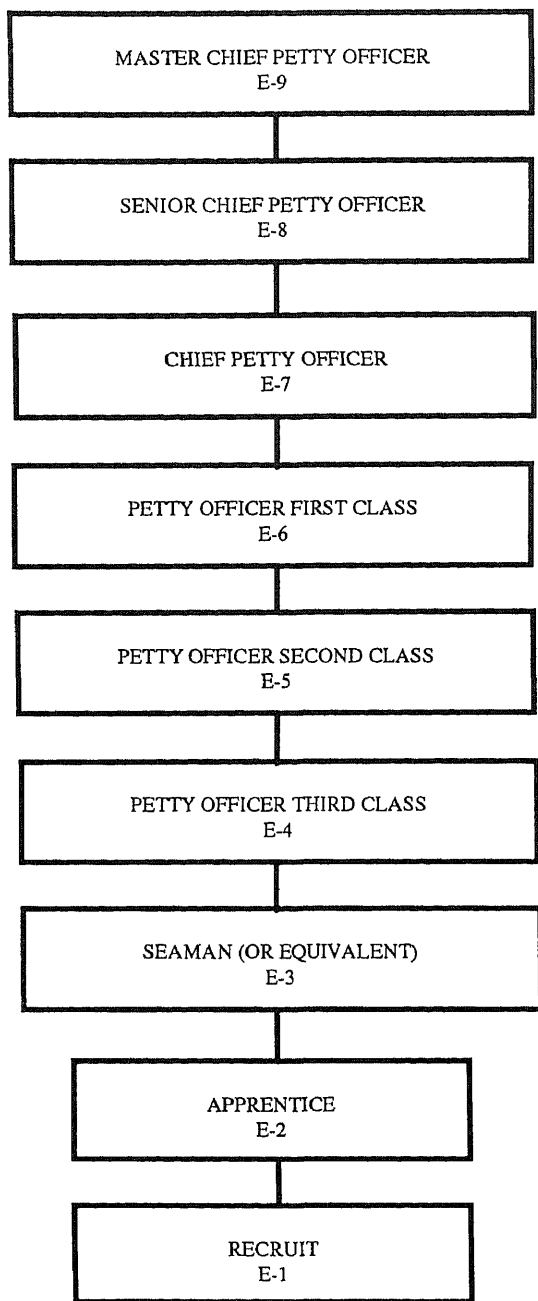 MASTER CHIEF PETTY OFFICER
E-9
SENIOR CHIEF PETTY OFFICER
E-8
CHIEF PETTY OFFICER
E-7
PETTY OFFICER FIRST CLASS
E-6
PETTY OFFICER SECOND CLASS
E-5
PETTY OFFICER THIRD CLASS
E-4
SEAMAN (OR EQUIVALENT)
E-3
APPRENTICE
E-2
RECRUIT
E-1